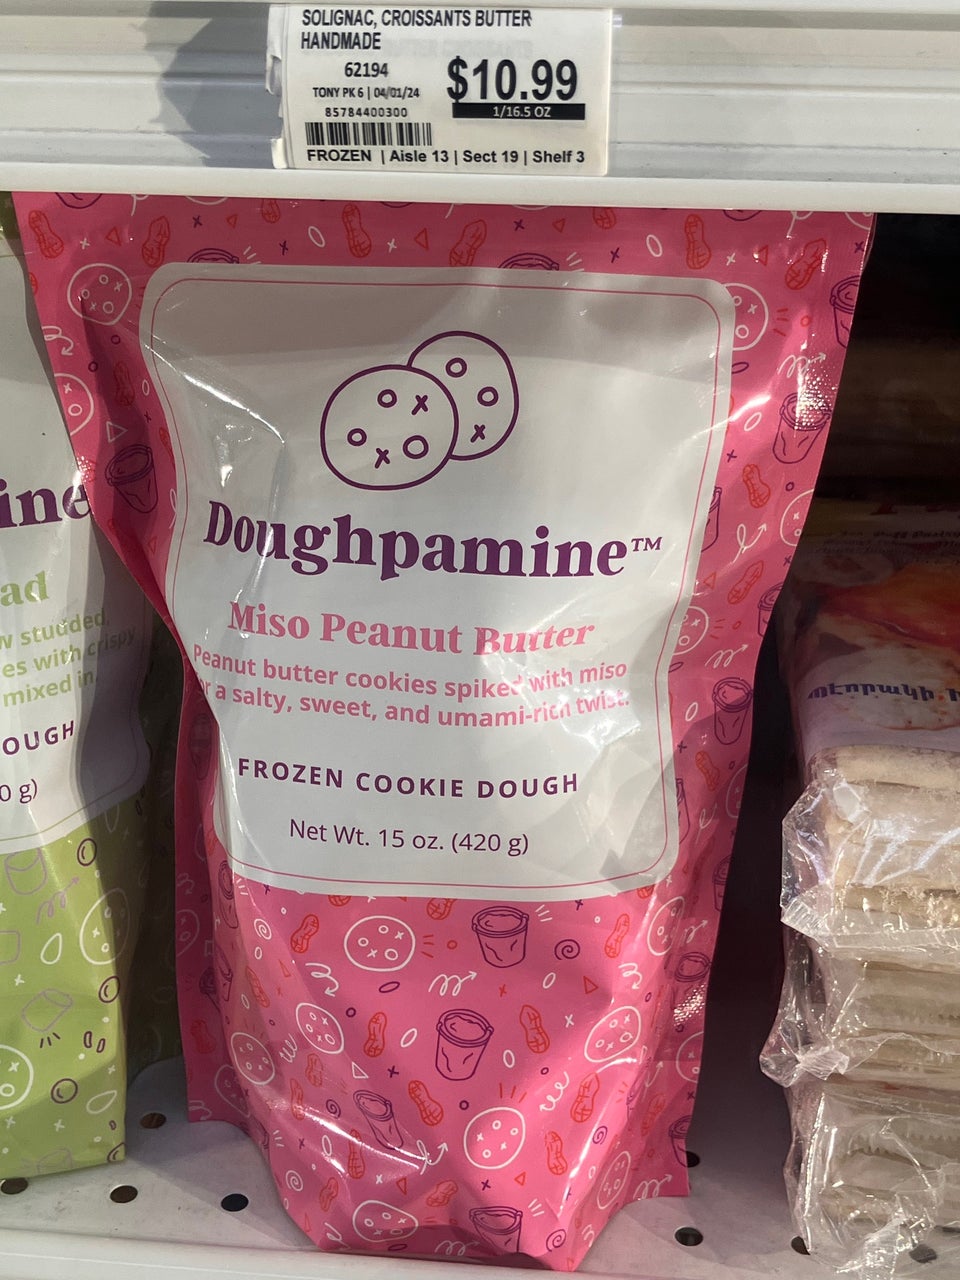 SOLIGNAC, CROISSANTS BUTTER
HANDMADE
62194
TONY PK 6 | 04/01/24
85784400300
$10.99
1/16.5 OZ
FROZEN | Aisle 13 | Sect 19 | Shelf 3
Doughpamine™
Miso Peanut Butter
Peanut butter cookies spiked with miso
for a salty, sweet, and umami-rich twist.
FROZEN COOKIE DOUGH
Net Wt. 15 oz. (420 g)
ine
ad
w studded
es with crispy
mixed in.
OUGH
0 g)